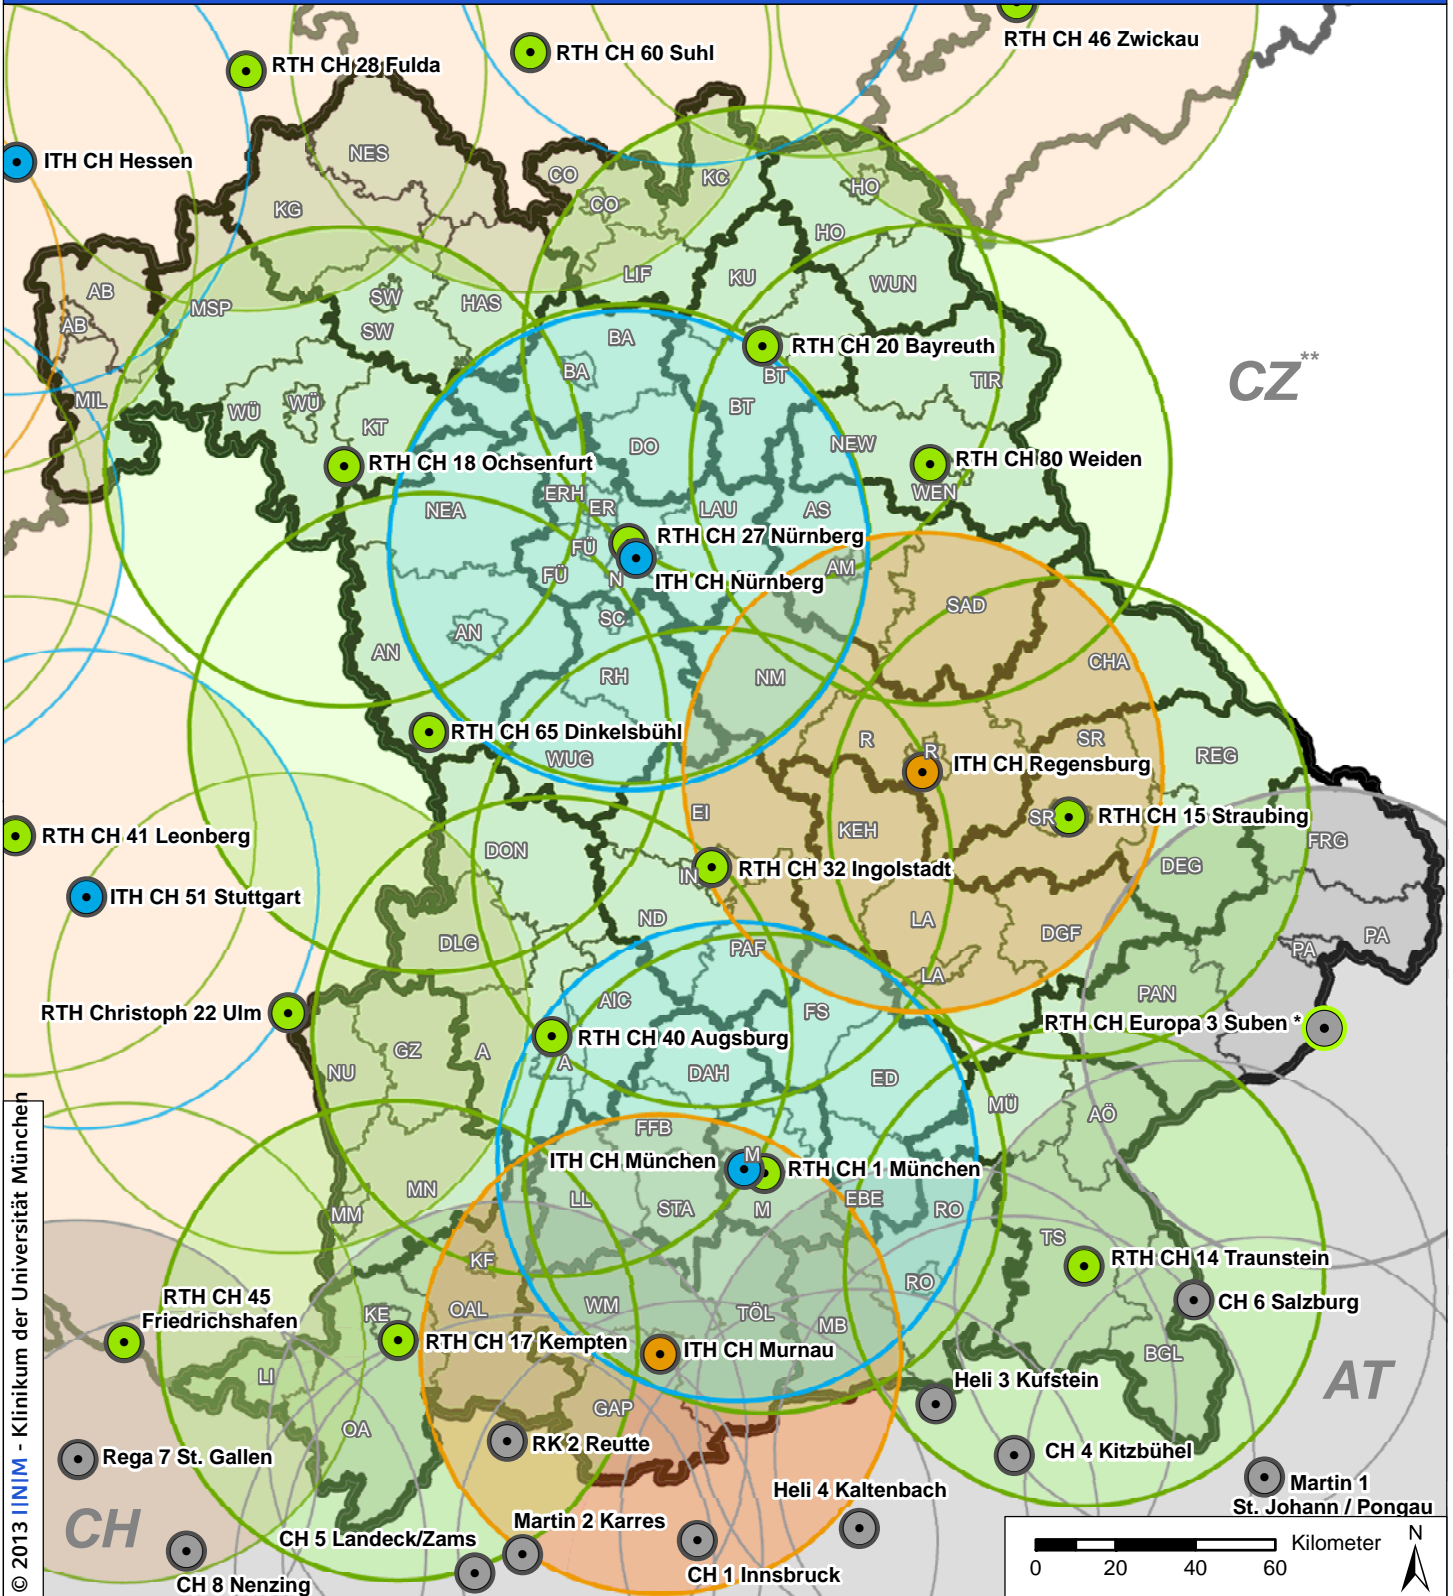 RTH CH 46 Zwickau
RTH CH 60 Suhl
RTH CH 28 Fulda
ITH CH Hessen
NES
CO
KC
HO
CO
KG
HO
LIF
KU
WUN
AB
MSP
SW
HAS
AB
SW
BA
RTH CH 20 Bayreuth
BA
BT
TIR
CZ**
MIL
WÜ
WÜ
KT
BT
DO
NEW
RTH CH 18 Ochsenfurt
RTH CH 80 Weiden
ERH
WEN
NEA
ER
LAU
AS
RTH CH 27 Nürnberg
FÜ
FÜ
N
ITH CH Nürnberg
AM
SC
SAD
AN
AN
CHA
RH
NM
RTH CH 65 Dinkelsbühl
WUG
R
R
SR
REG
ITH CH Regensburg
EI
KEH
SR
RTH CH 15 Straubing
RTH CH 41 Leonberg
FRG
DON
RTH CH 32 Ingolstadt
IN
DEG
ITH CH 51 Stuttgart
ND
LA
DGF
PA
DLG
PAF
PA
LA
PAN
RTH Christoph 22 Ulm
AIC
FS
RTH CH Europa 3 Suben *
RTH CH 40 Augsburg
GZ
A
A
NU
DAH
ED
MÜ
AÖ
FFB
ITH CH München
M
RTH CH 1 München
MN
LL
STA
M
EBE
RO
MM
TS
KF
RTH CH 14 Traunstein
RO
CH 6 Salzburg
RTH CH 45
Friedrichshafen
KE
OAL
WM
TÖL
MB
RTH CH 17 Kempten
ITH CH Murnau
BGL
LI
Heli 3 Kufstein
AT
GAP
OA
RK 2 Reutte
CH 4 Kitzbühel
Rega 7 St. Gallen
Heli 4 Kaltenbach
Martin 1
St. Johann / Pongau
CH
Martin 2 Karres
CH 5 Landeck/Zams
CH 1 Innsbruck
CH 8 Nenzing
Kilometer
0 20 40 60
N
© 2013 INM - Klinikum der Universität München